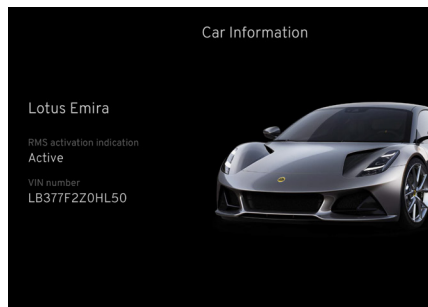 Car Information
Lotus Emira
RMS activation indication
Active
VIN number
LB377F2Z0HL50